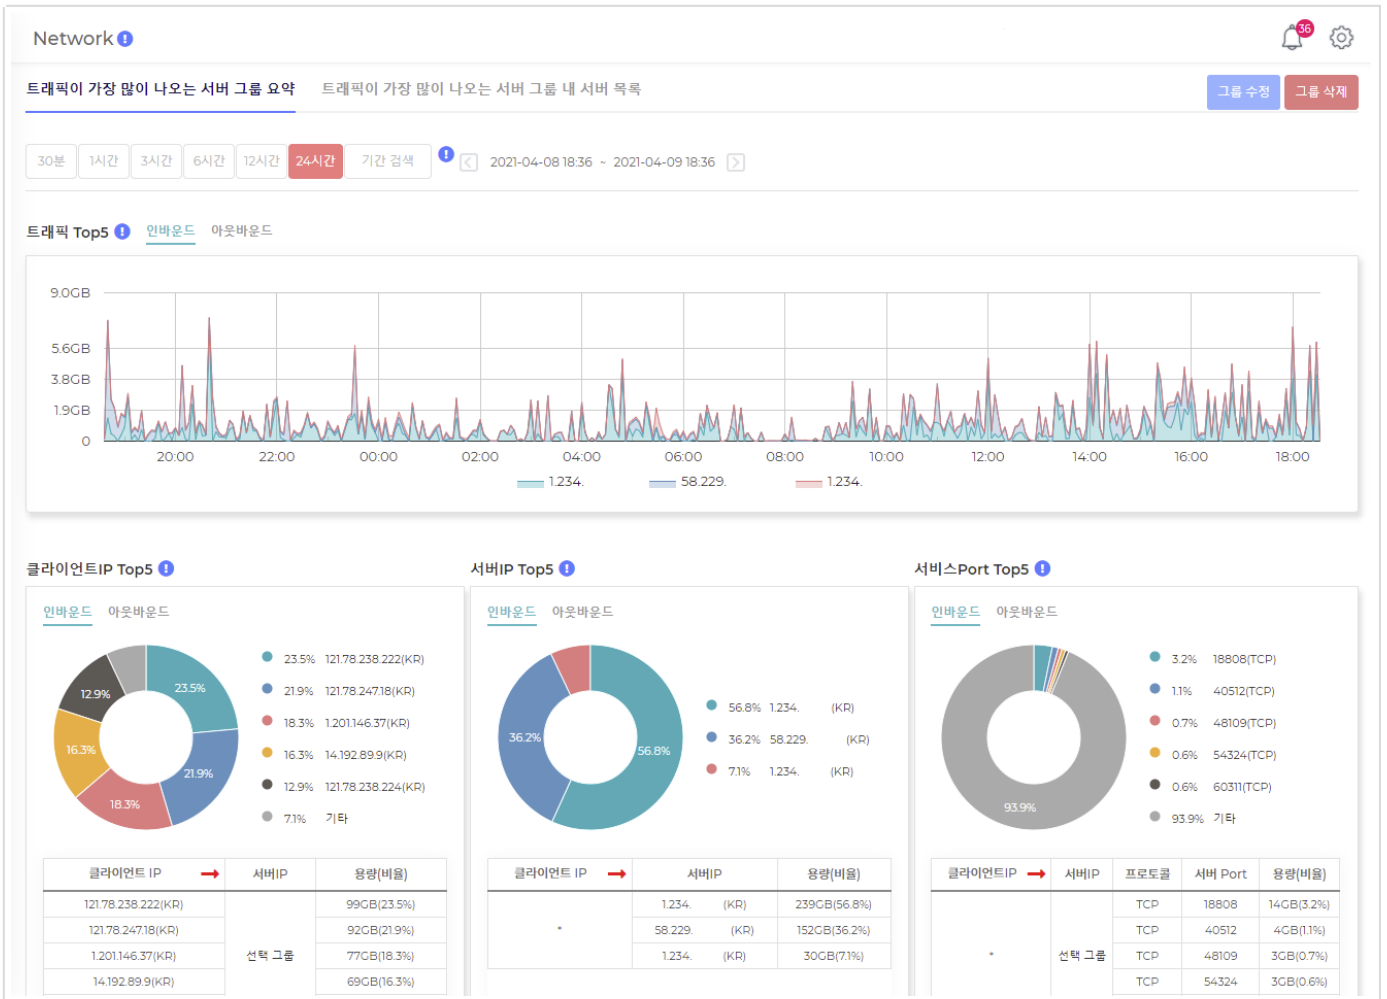 Network
36
트래픽이 가장 많이 나오는 서버 그룹 요약 트래픽이 가장 많이 나오는 서버 그룹 내 서버 목록
그룹 수정 그룹 삭제
30분 1시간 3시간 6시간 12시간 24시간 기간 검색 2021-04-08 18:36 ~ 2021-04-09 18:36
트래픽 Top5 인바운드 아웃바운드
9.0GB
5.6GB
3.8GB
1.9GB
0
20:00 22:00 00:00 02:00 04:00 06:00 08:00 10:00 12:00 14:00 16:00 18:00
1.234. 58.229. 1.234.
클라이언트IP Top5
인바운드 아웃바운드
23.5%
21.9%
18.3%
16.3%
12.9%
23.5% 121.78.238.222(KR)
21.9% 121.78.247.18(KR)
18.3% 1.201.146.37(KR)
16.3% 14.192.89.9(KR)
12.9% 121.78.238.224(KR)
7.1% 기타
클라이언트 IP → 서버IP 용량(비율)
121.78.238.222(KR) 99GB(23.5%)
121.78.247.18(KR) 92GB(21.9%)
1.201.146.37(KR) 선택 그룹 77GB(18.3%)
14.192.89.9(KR) 69GB(16.3%)
서버IP Top5
인바운드 아웃바운드
36.2%
56.8%
56.8% 1.234. (KR)
36.2% 58.229. (KR)
7.1% 1.234. (KR)
클라이언트 IP → 서버IP 용량(비율)
1.234. (KR) 239GB(56.8%)
* 58.229. (KR) 152GB(36.2%)
1.234. (KR) 30GB(7.1%)
서비스Port Top5
인바운드 아웃바운드
93.9%
3.2% 18808(TCP)
1.1% 40512(TCP)
0.7% 48109(TCP)
0.6% 54324(TCP)
0.6% 60311(TCP)
93.9% 기타
클라이언트IP → 서버IP 프로토콜 서버 Port 용량(비율)
TCP 18808 14GB(3.2%)
TCP 40512 4GB(1.1%)
* 선택 그룹 TCP 48109 3GB(0.7%)
TCP 54324 3GB(0.6%)